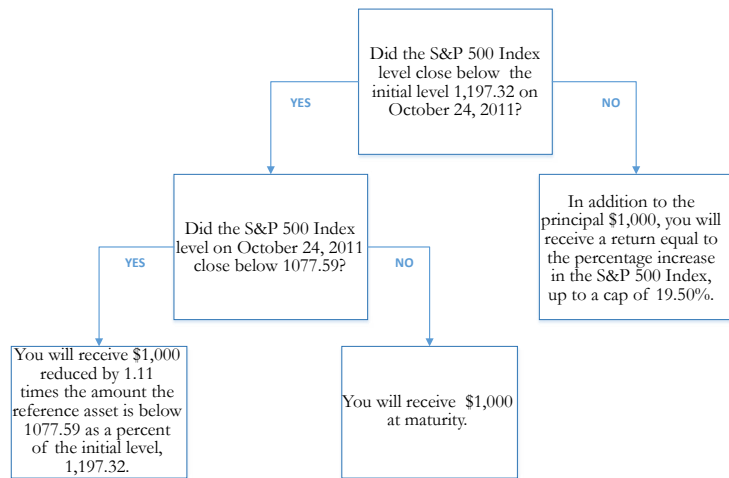 Did the S&P 500 Index
level close below the
initial level 1,197.32 on
October 24, 2011?
YES
NO
Did the S&P 500 Index
level on October 24, 2011
close below 1077.59?
In addition to the
principal $1,000, you will
receive a return equal to
the percentage increase
in the S&P 500 Index,
up to a cap of 19.50%.
YES
NO
You will receive $1,000
reduced by 1.11
times the amount the
reference asset is below
1077.59 as a percent
of the initial level,
1,197.32.
You will receive $1,000
at maturity.